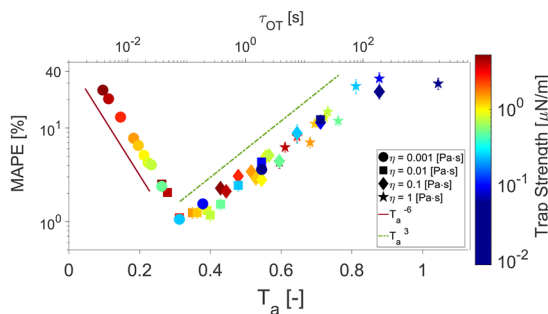 τ_OT [s]
10^-4 10^-2 10^0 10^2
MAPE [%]
40
10^1
10^0
0 0.2 0.4 0.6 0.8 1
T_a [-]
η = 0.001 [Pa·s]
η = 0.01 [Pa·s]
η = 0.1 [Pa·s]
η = 1 [Pa·s]
T_a^-6
T_a^3
10^0
10^-1
10^-2
Trap Strength [μN/m]